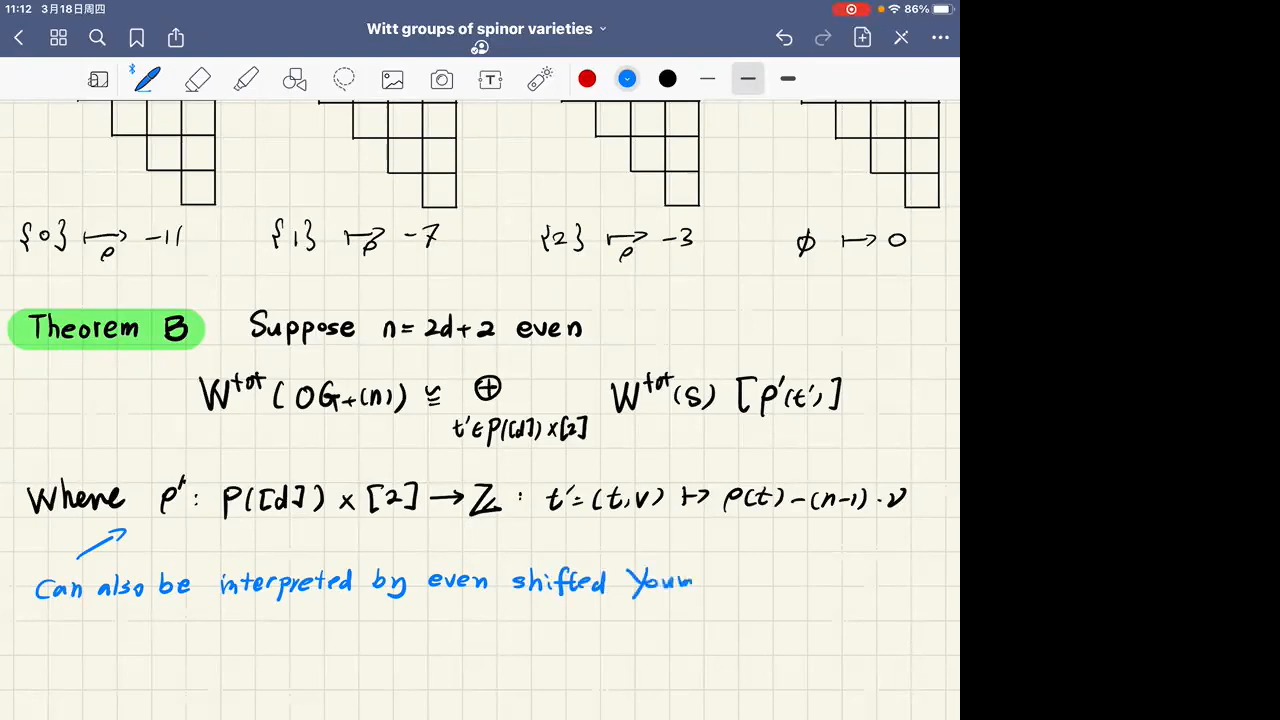 11:12 3月18日周四 86%
Witt groups of spinor varieties
{0} ↦ρ -11 {1} ↦ρ -7 {2} ↦ρ -3 ϕ ↦ 0
Theorem B Suppose n = 2d+2 even
W^tot (OG+(n)) ≅ ⊕ W^tot(S) [ρ'(t')]
t'∈P([d])×[2]
Where ρ': P([d]) × [2] → ℤ : t'=(t,ν) ↦ ρ(t)-(n-1)·ν
Can also be interpreted by even shifted Youn